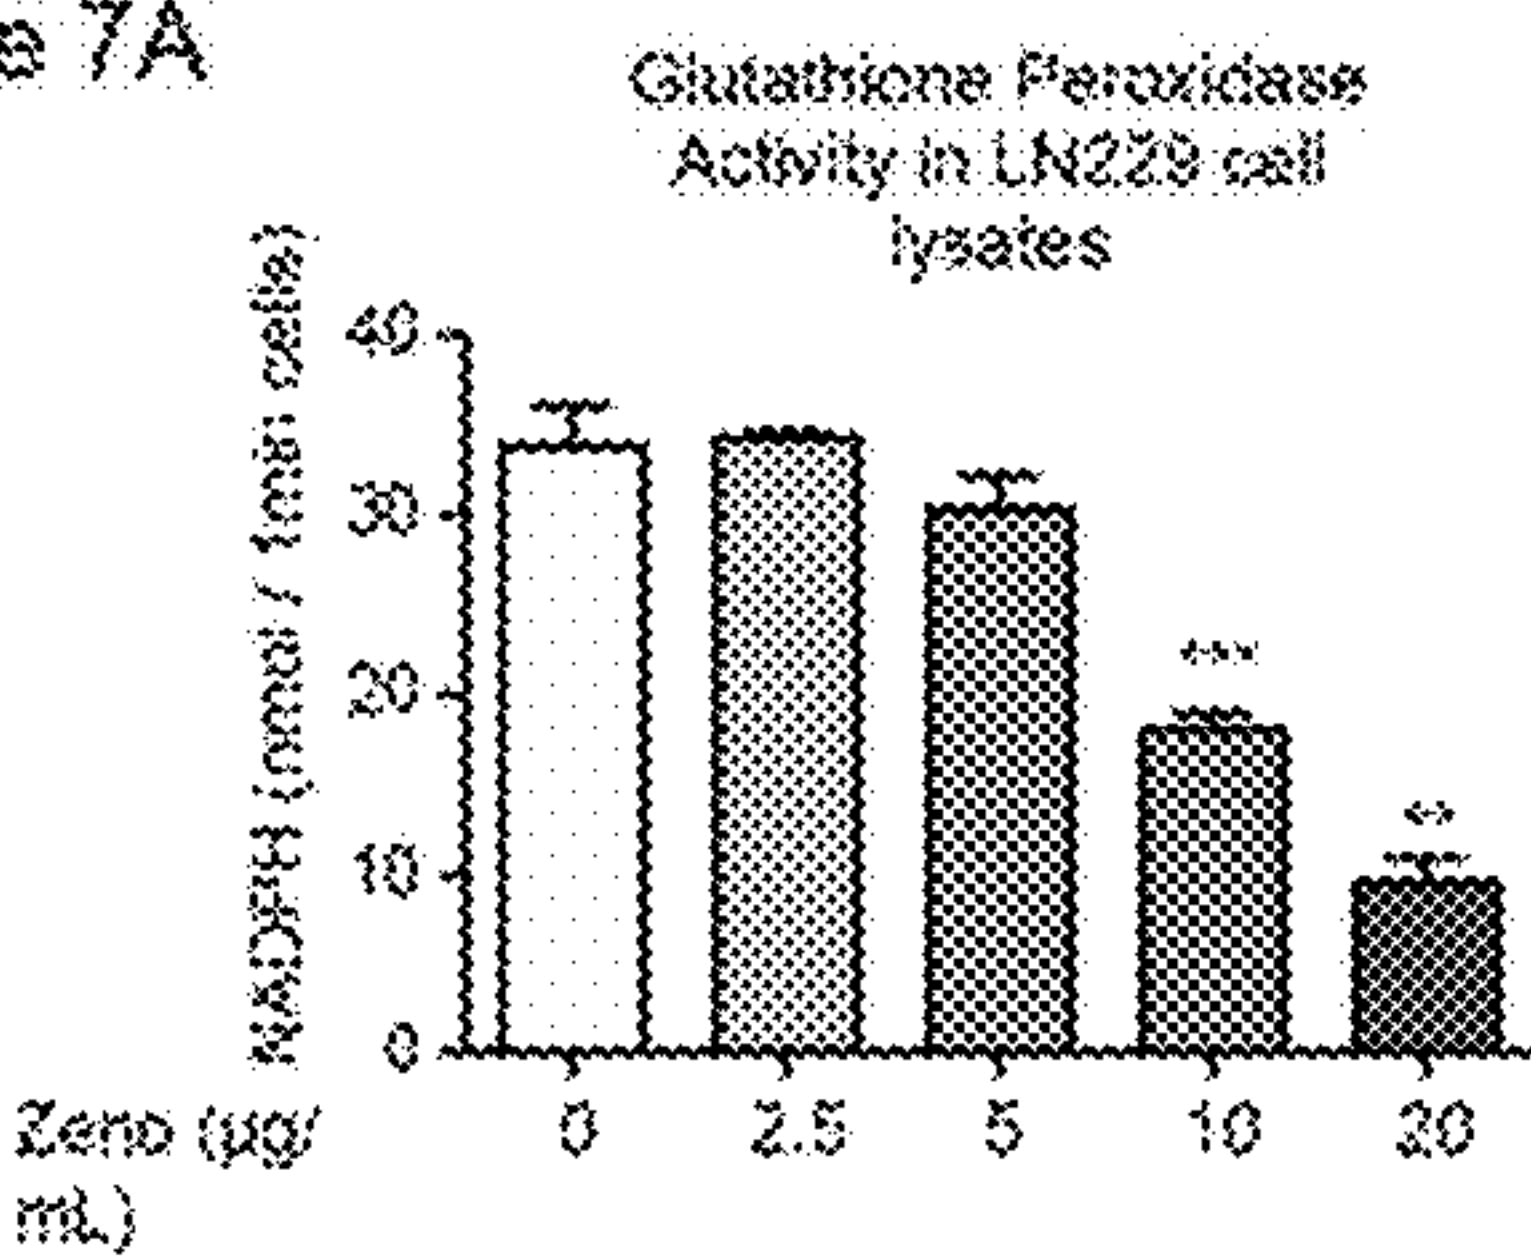 7A
Glutathione Peroxidase
Activity in LN229 cell
lysates
NADPH (nmol / 1mln cells)
40
30
20
10
0
***
**
0 2.5 5 10 20
Zeno (µg/
mL)